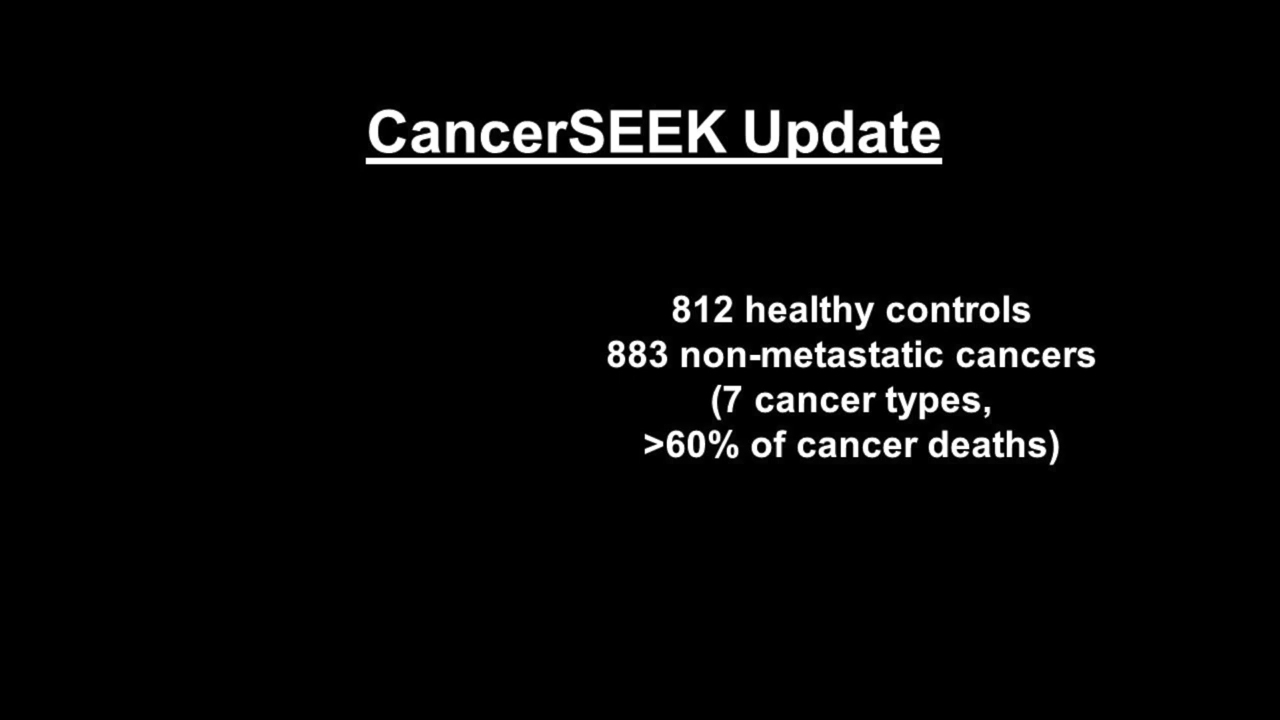 CancerSEEK Update
812 healthy controls
883 non-metastatic cancers
(7 cancer types,
>60% of cancer deaths)